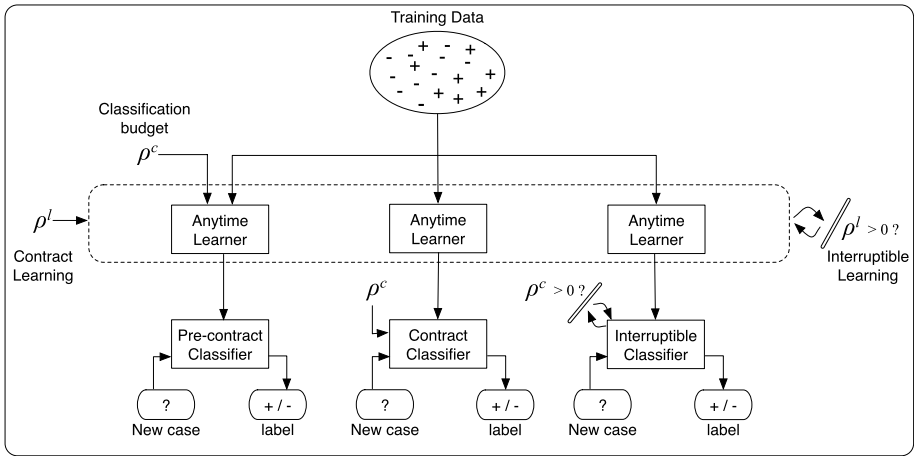 Training Data
Classification
budget
ρc
ρl
Contract
Learning
Anytime
Learner
Anytime
Learner
Anytime
Learner
ρl > 0 ?
Interruptible
Learning
ρc
ρc > 0 ?
Pre-contract
Classifier
Contract
Classifier
Interruptible
Classifier
?
+ / -
?
+ / -
?
+ / -
New case
label
New case
label
New case
label